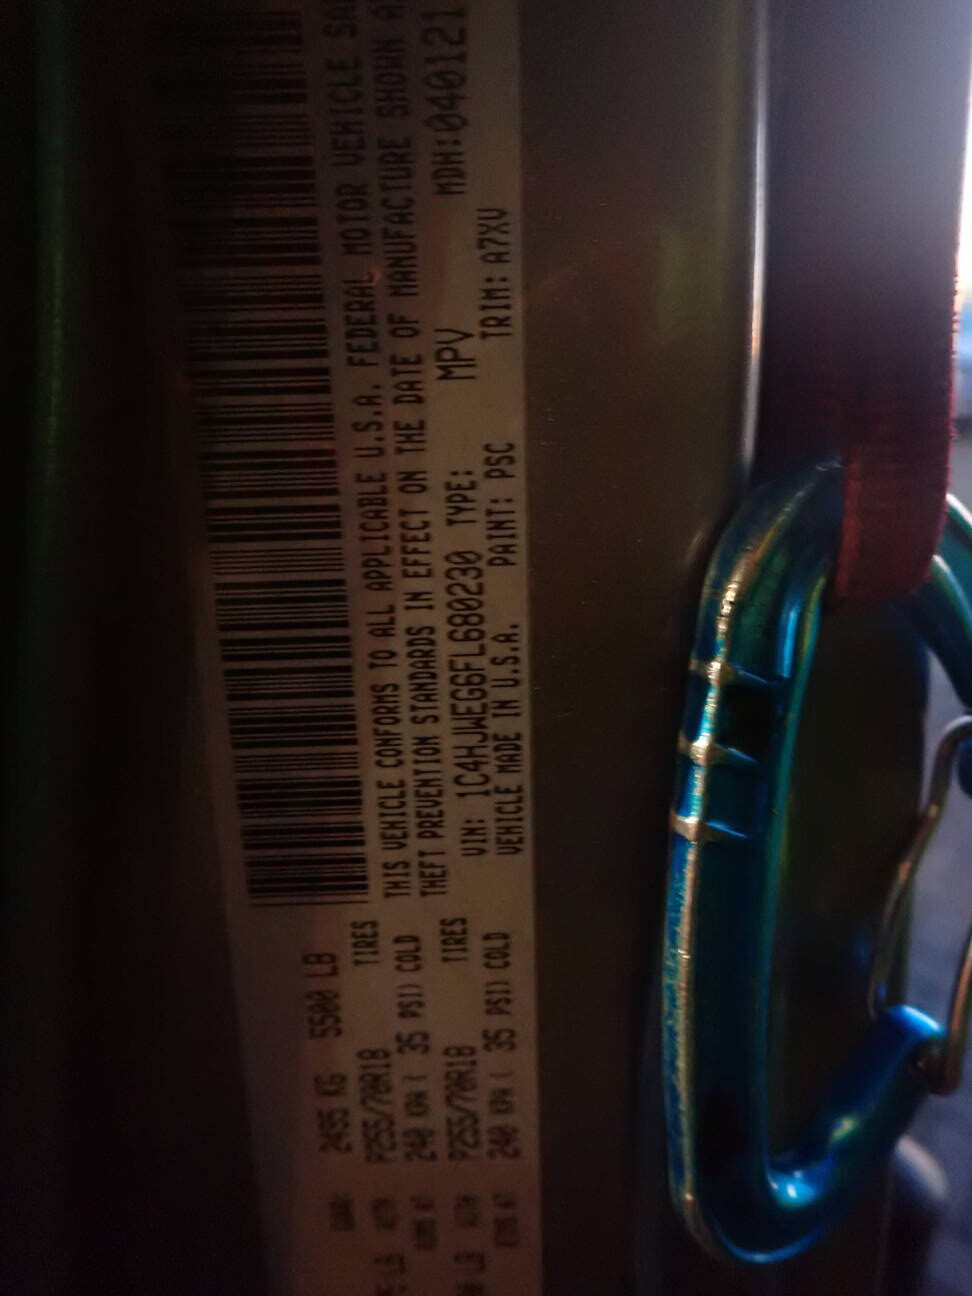 MDH: 040121
2495 KG 5500 LB
TIRES
P255/70R18
240 KPA ( 35 PSI) COLD
TIRES
P255/70R18
240 KPA ( 35 PSI) COLD
THIS VEHICLE CONFORMS TO ALL APPLICABLE U.S.A. FEDERAL MOTOR VEHICLE
THEFT PREVENTION STANDARDS IN EFFECT ON THE DATE OF MANUFACTURE SHOWN
VIN: 1C4HJWEG6FL680230 TYPE: MPV
VEHICLE MADE IN U.S.A. PAINT: PSC TRIM: A7XV